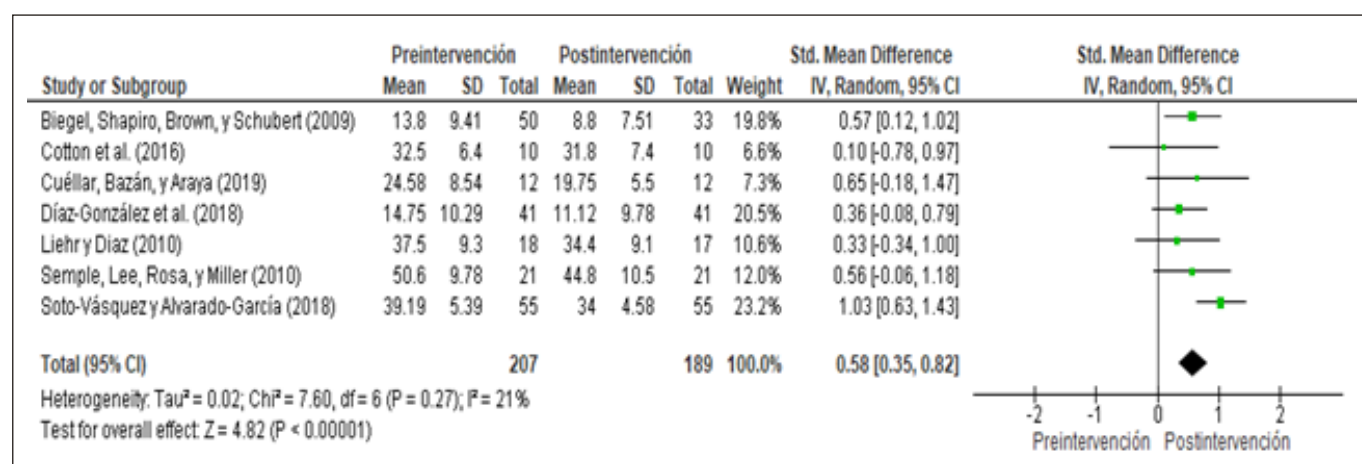 Preintervención Postintervención Std. Mean Difference Std. Mean Difference
Study or Subgroup Mean SD Total Mean SD Total Weight IV, Random, 95% CI IV, Random, 95% CI
Biegel, Shapiro, Brown, y Schubert (2009) 13.8 9.41 50 8.8 7.51 33 19.8% 0.57 [0.12, 1.02]
Cotton et al. (2016) 32.5 6.4 10 31.8 7.4 10 6.6% 0.10 [-0.78, 0.97]
Cuéllar, Bazán, y Araya (2019) 24.58 8.54 12 19.75 5.5 12 7.3% 0.65 [-0.18, 1.47]
Díaz-González et al. (2018) 14.75 10.29 41 11.12 9.78 41 20.5% 0.36 [-0.08, 0.79]
Liehr y Diaz (2010) 37.5 9.3 18 34.4 9.1 17 10.6% 0.33 [-0.34, 1.00]
Semple, Lee, Rosa, y Miller (2010) 50.6 9.78 21 44.8 10.5 21 12.0% 0.56 [-0.06, 1.18]
Soto-Vásquez y Alvarado-García (2018) 39.19 5.39 55 34 4.58 55 23.2% 1.03 [0.63, 1.43]
Total (95% CI) 207 189 100.0% 0.58 [0.35, 0.82]
Heterogeneity: Tau² = 0.02; Chi² = 7.60, df = 6 (P = 0.27); I² = 21%
Test for overall effect: Z = 4.82 (P < 0.00001)
-2 -1 0 1 2
Preintervención Postintervención